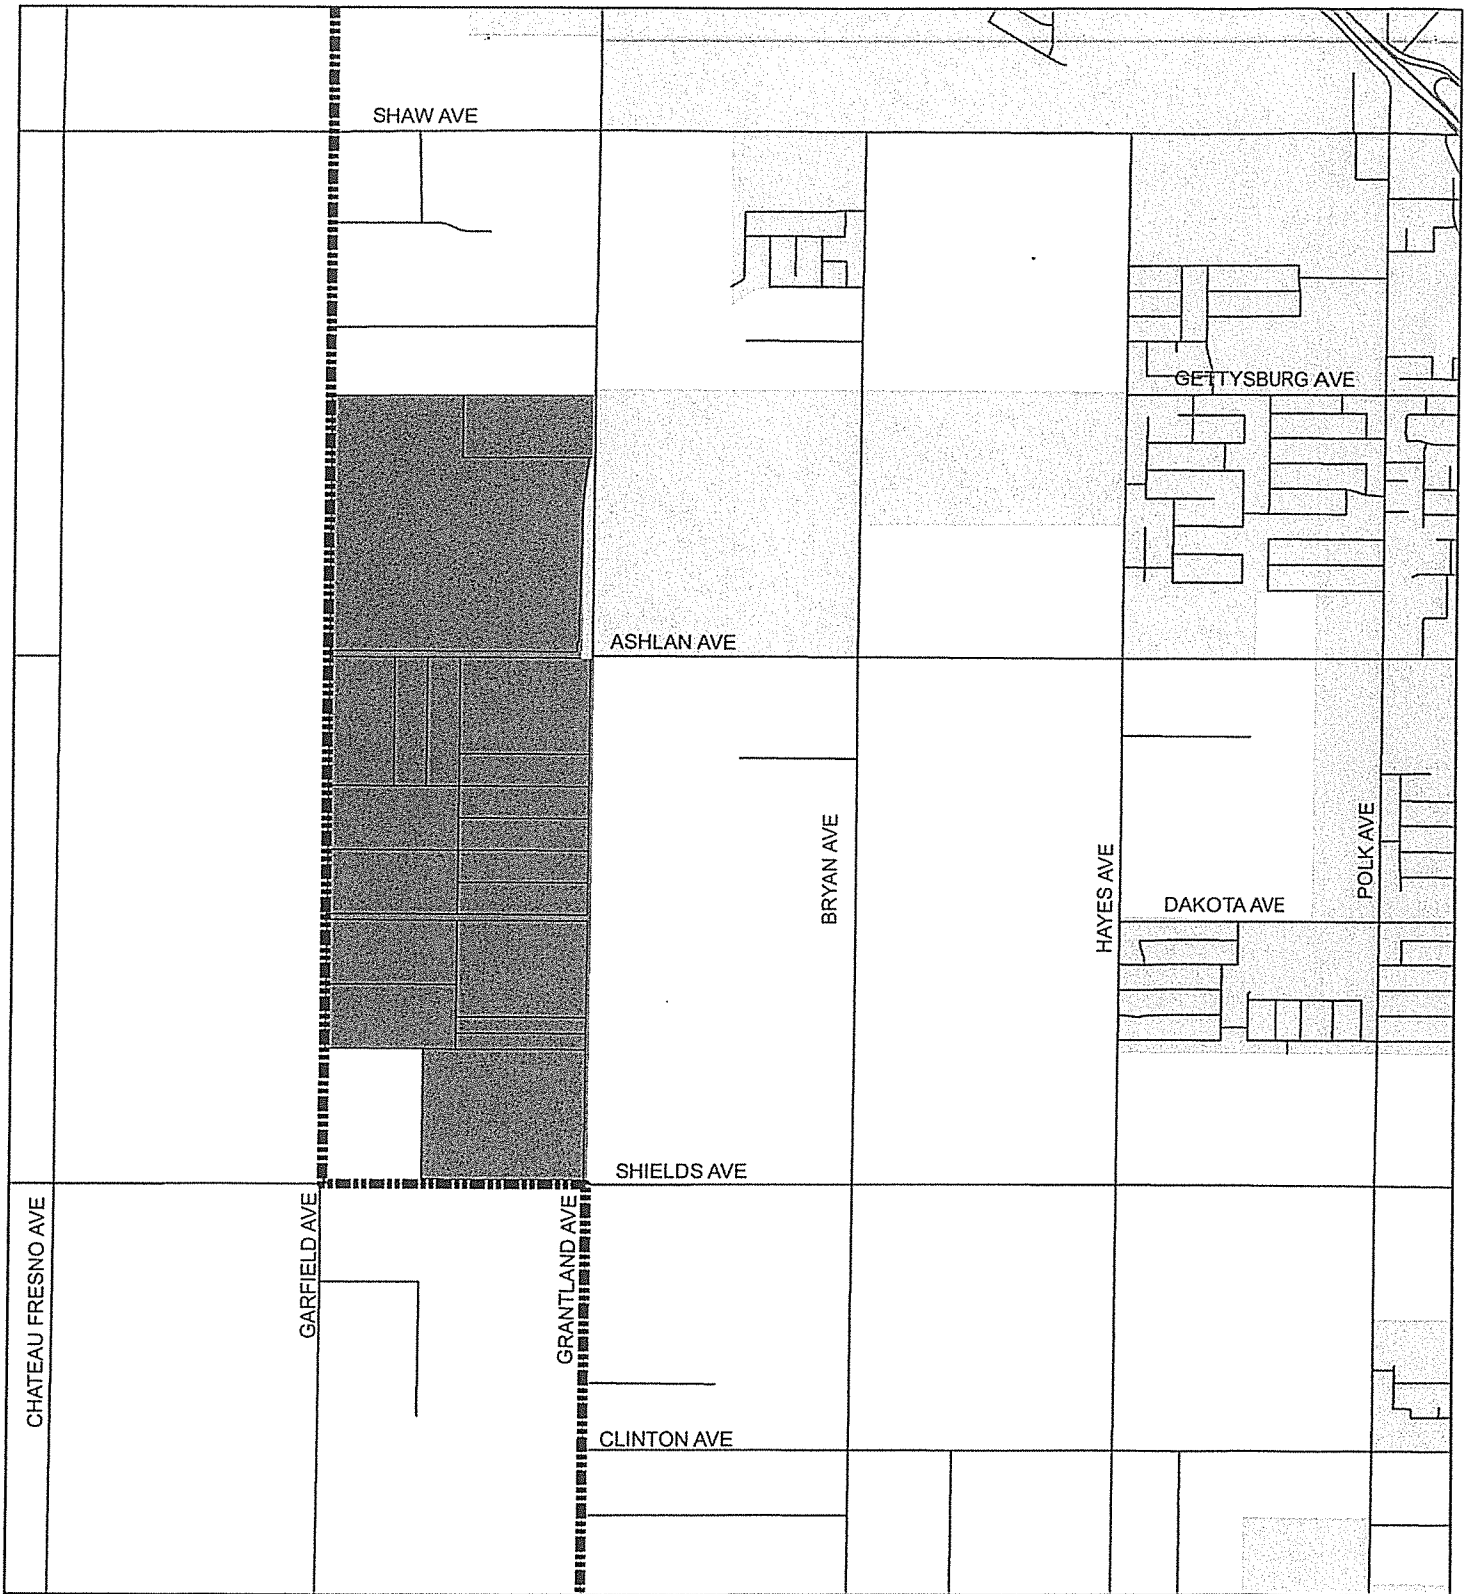 SHAW AVE
GETTYSBURG AVE
ASHLAN AVE
BRYAN AVE
HAYES AVE
POLK AVE
DAKOTA AVE
SHIELDS AVE
CHATEAU FRESNO AVE
GARFIELD AVE
GRANTLAND AVE
CLINTON AVE